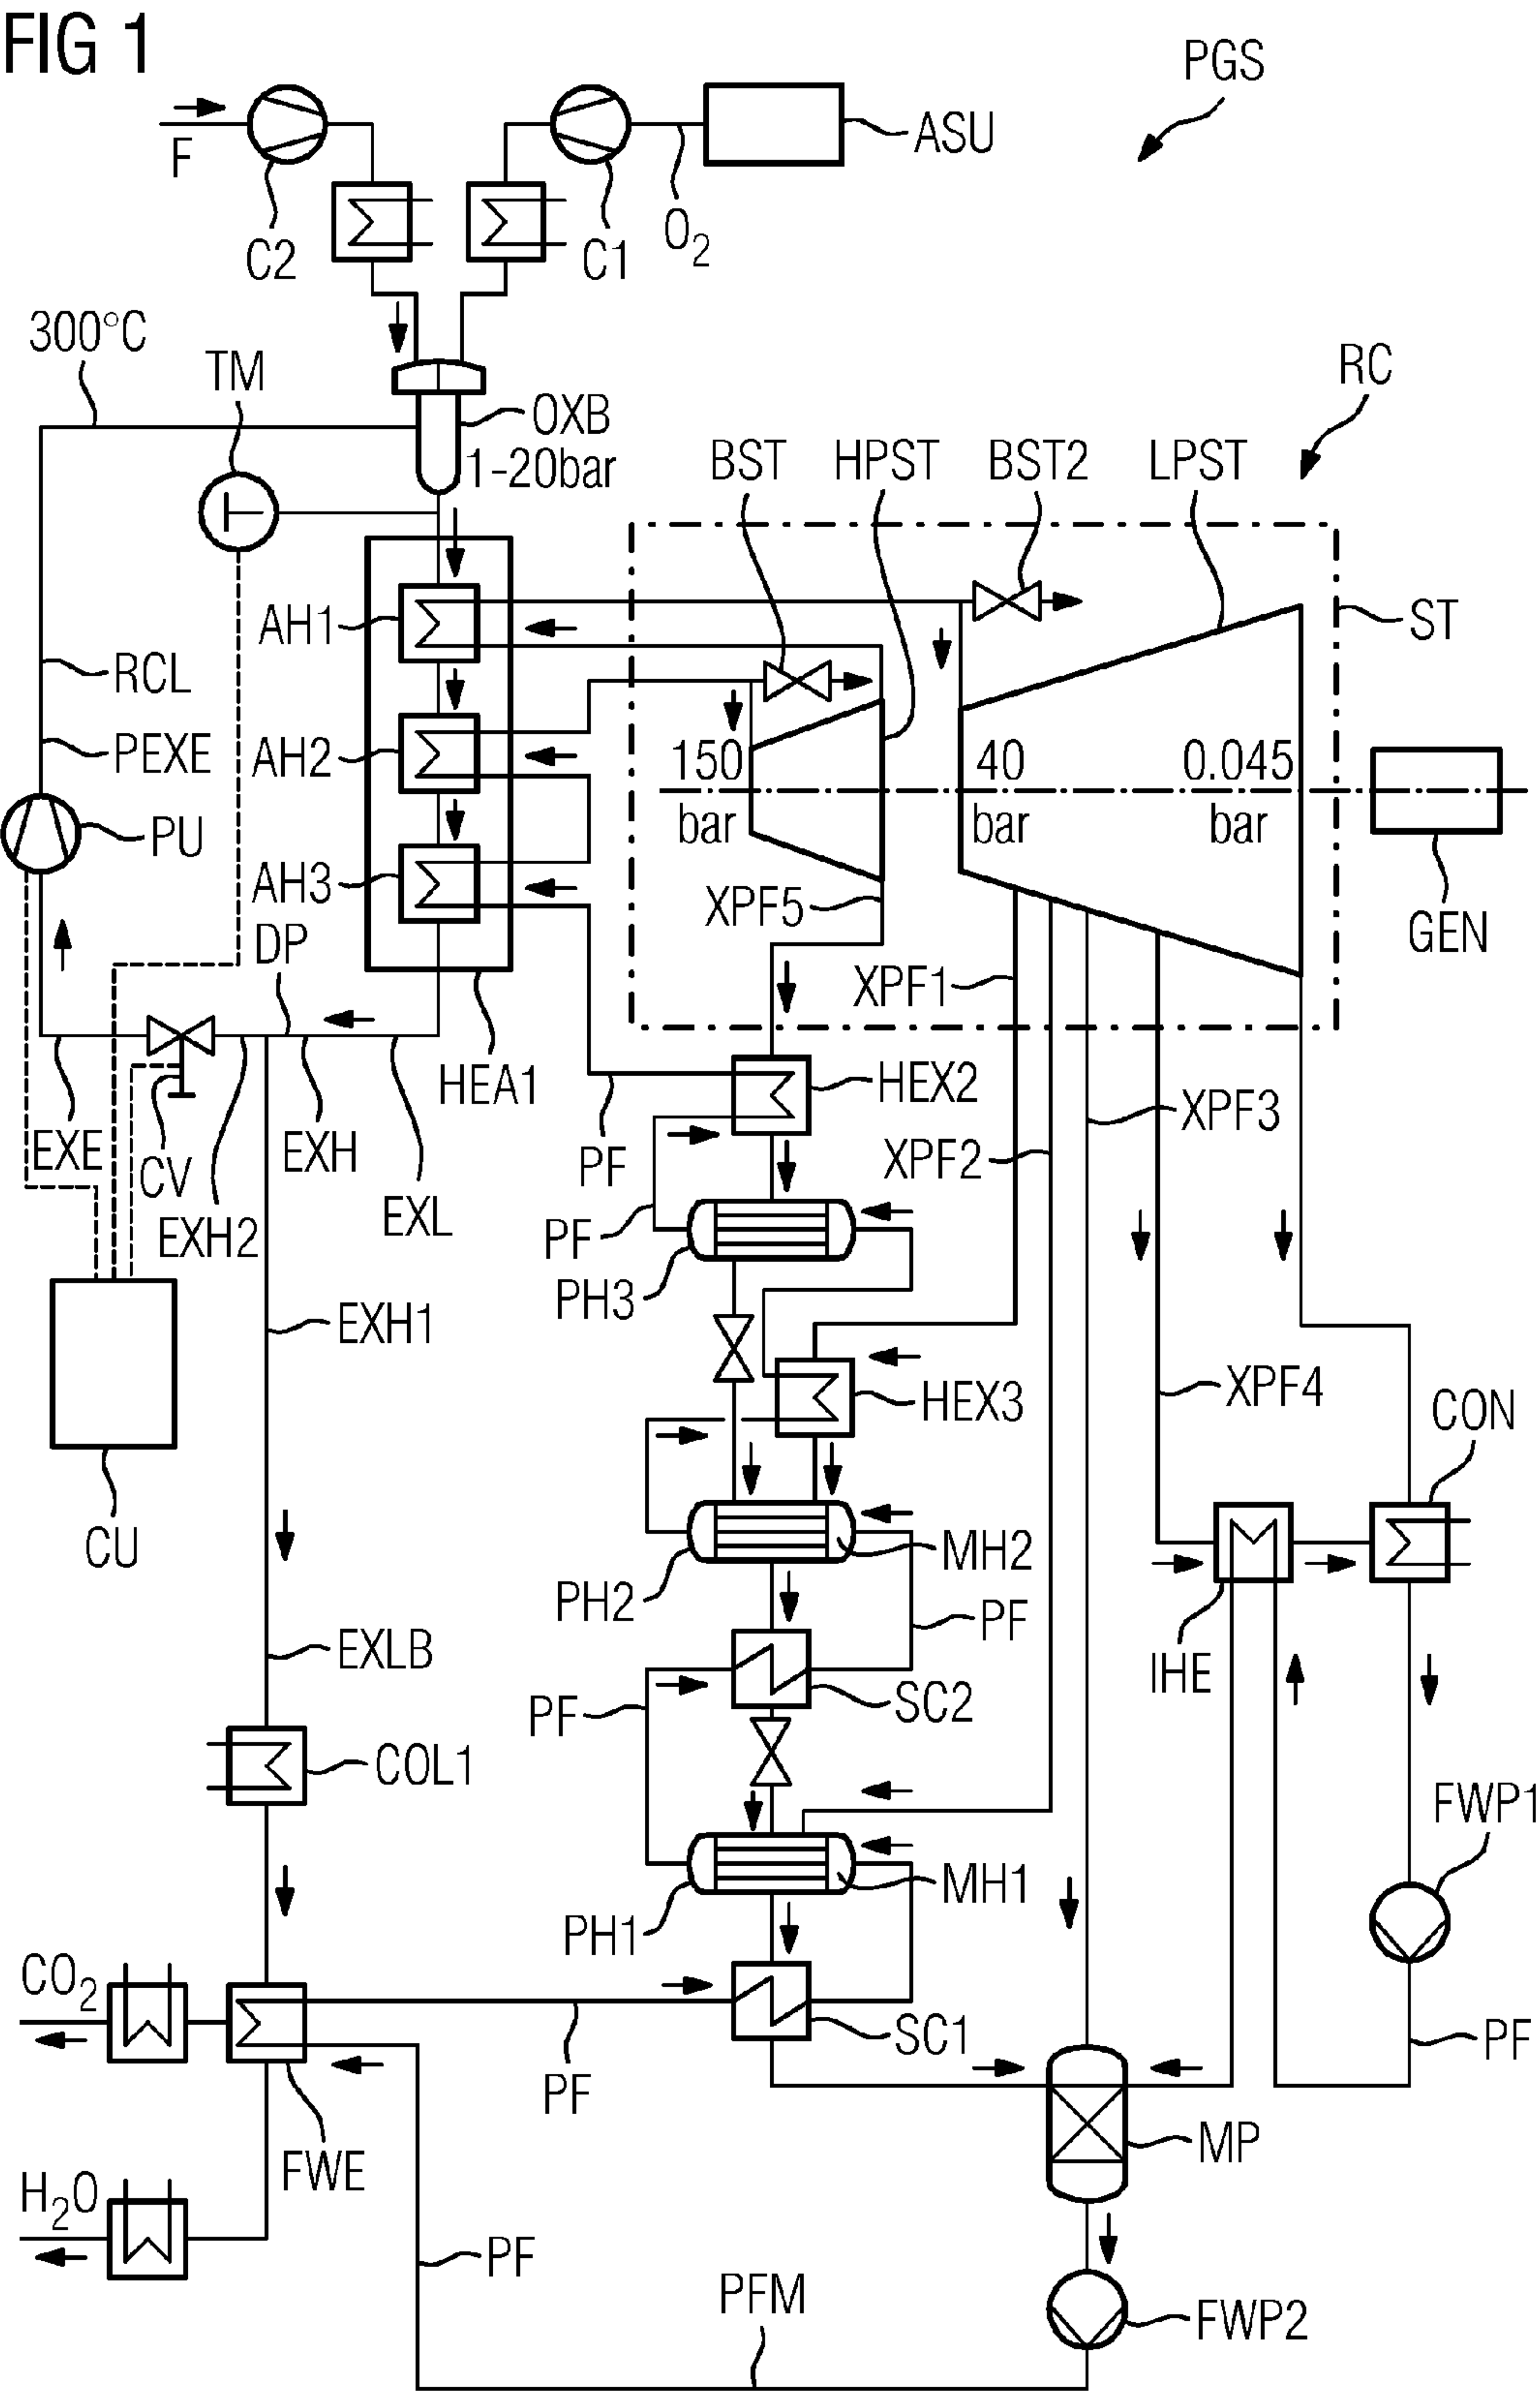 FIG 1
PGS
F
C2
C1
O2
ASU
300°C
TM
OXB
1-20bar
RC
BST
HPST
BST2
LPST
AH1
ST
RCL
PEXE
AH2
150
bar
40
bar
0.045
bar
PU
AH3
XPF5
GEN
DP
XPF1
HEA1
HEX2
EXE
CV
EXH
PF
XPF2
XPF3
EXH2
EXL
PF
PH3
EXH1
HEX3
XPF4
CON
CU
MH2
PH2
PF
EXLB
IHE
PF
SC2
COL1
FWP1
MH1
PH1
CO2
SC1
PF
PF
FWE
MP
H2O
PF
PFM
FWP2